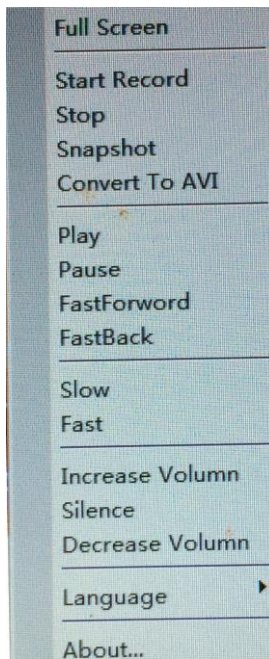 Full Screen
Start Record
Stop
Snapshot
Convert To AVI
Play
Pause
FastForword
FastBack
Slow
Fast
Increase Volumn
Silence
Decrease Volumn
Language
About...